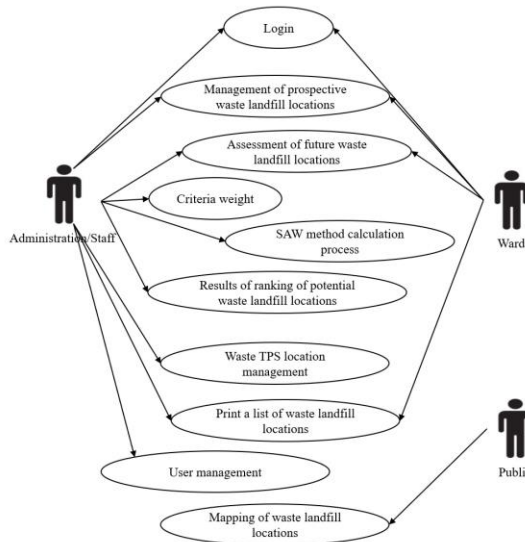 Login
Management of prospective
waste landfill locations
Assessment of future waste
landfill locations
Criteria weight
Administration/Staff
SAW method calculation
process
Ward
Results of ranking of potential
waste landfill locations
Waste TPS location
management
Print a list of waste landfill
locations
User management
Publi
Mapping of waste landfill
locations